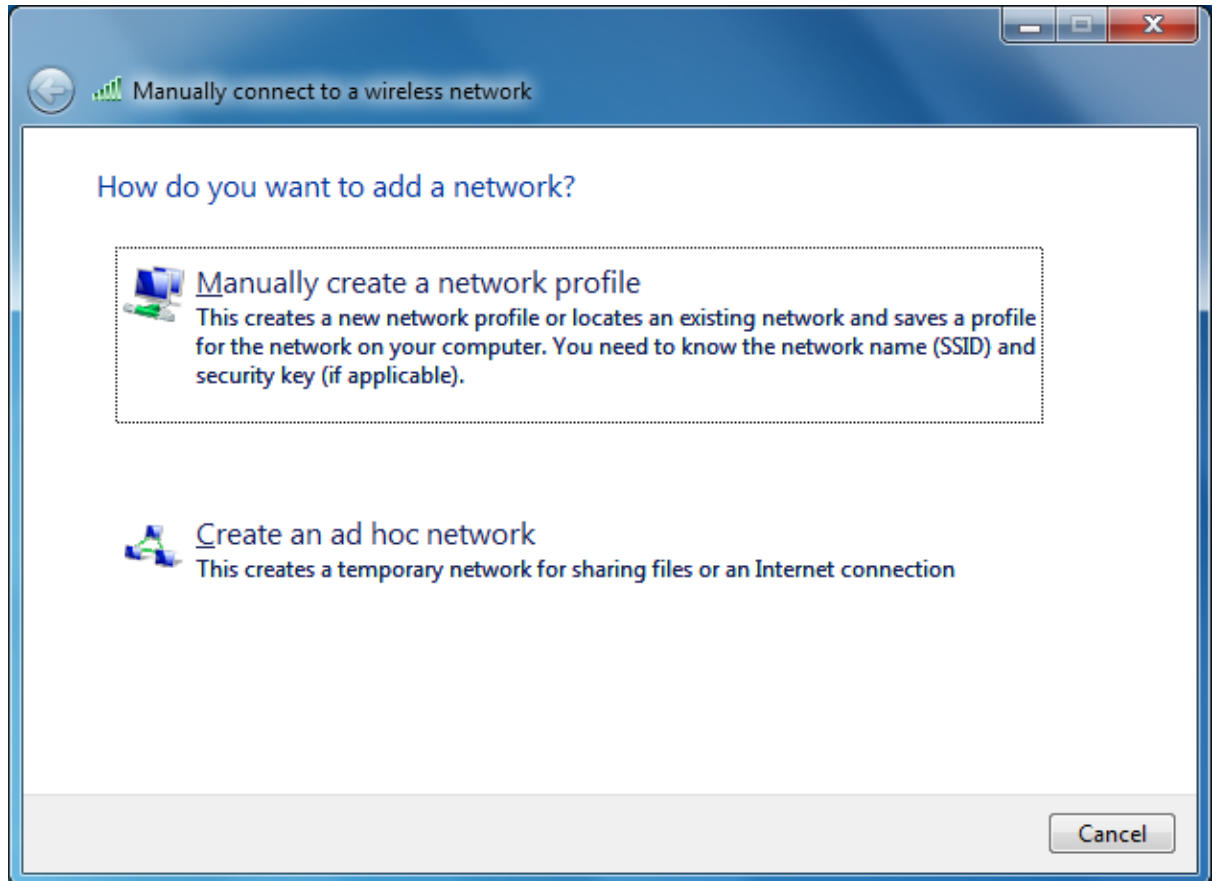 Manually connect to a wireless network
How do you want to add a network?
Manually create a network profile
This creates a new network profile or locates an existing network and saves a profile
for the network on your computer. You need to know the network name (SSID) and
security key (if applicable).
Create an ad hoc network
This creates a temporary network for sharing files or an Internet connection
Cancel